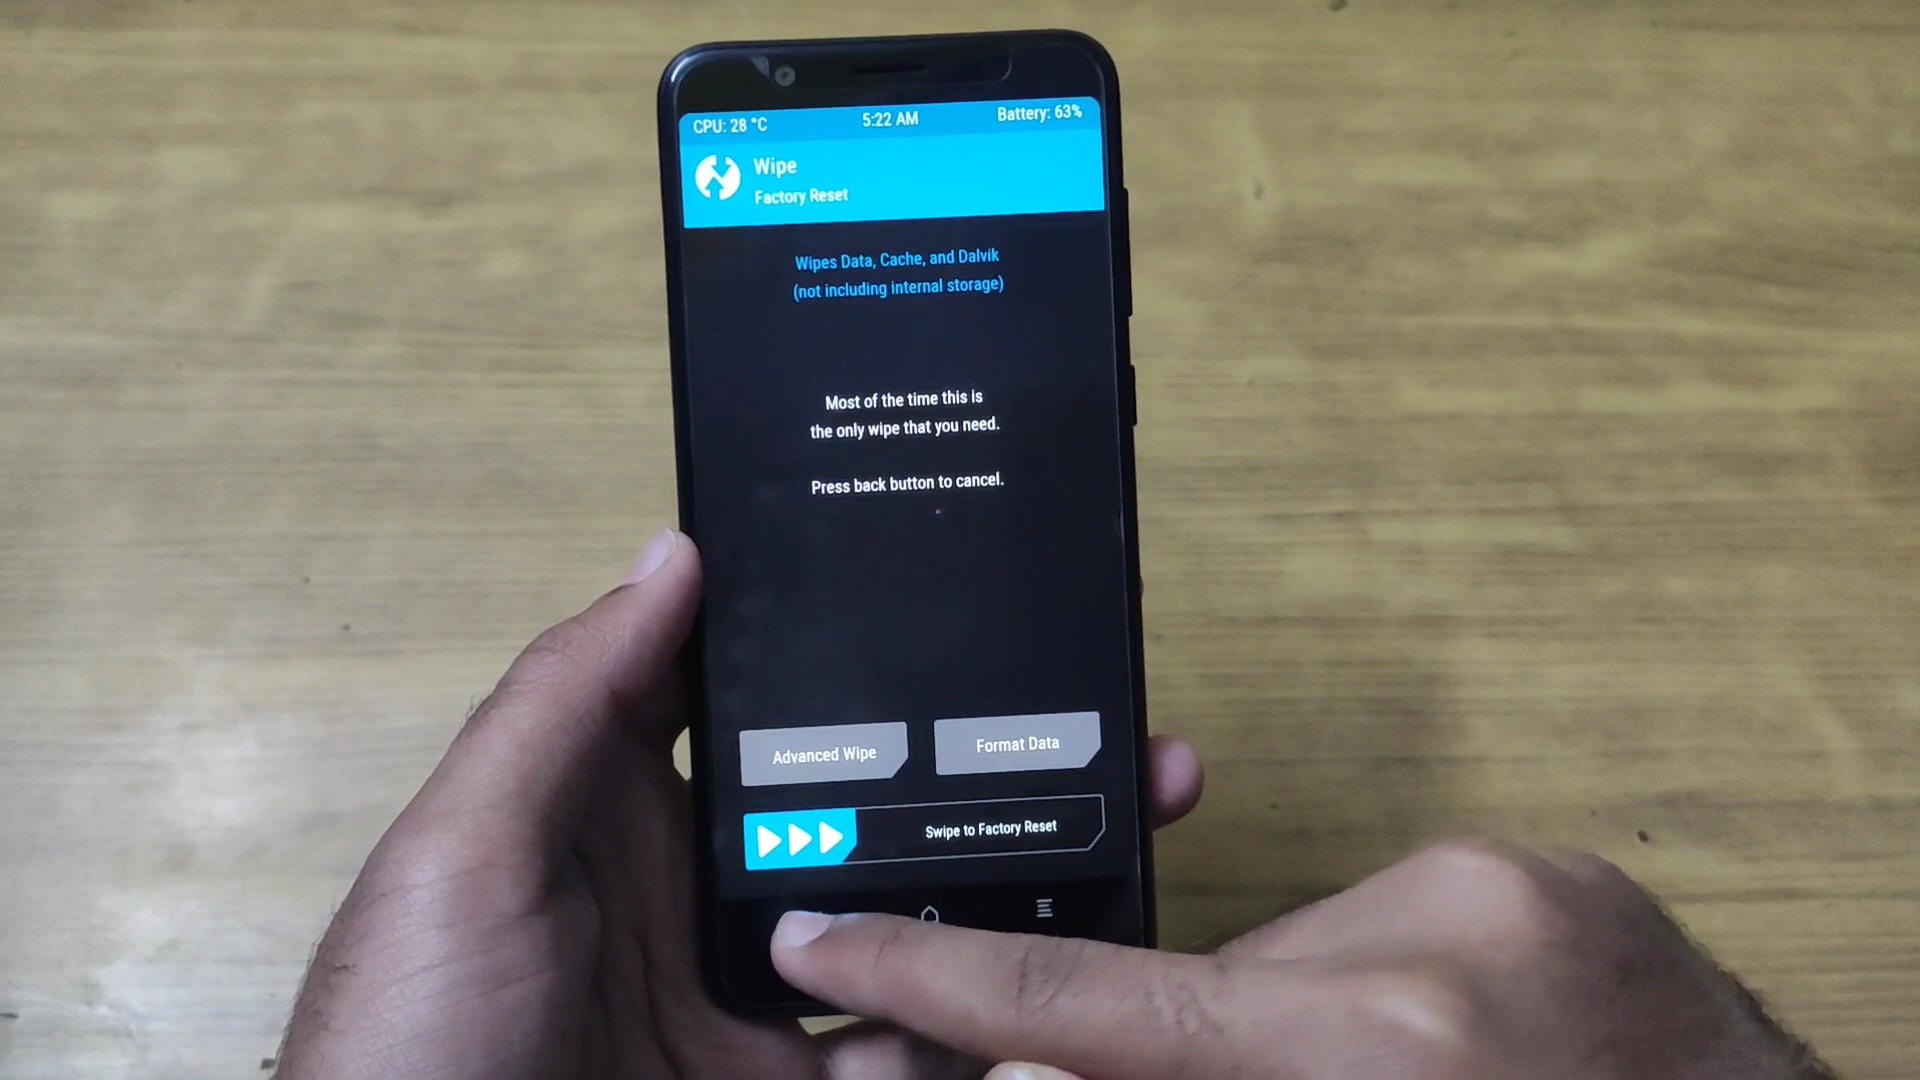 CPU: 28 °C 5:22 AM Battery: 63%
Wipe
Factory Reset
Wipes Data, Cache, and Dalvik
(not including internal storage)
Most of the time this is
the only wipe that you need.
Press back button to cancel.
Advanced Wipe Format Data
Swipe to Factory Reset